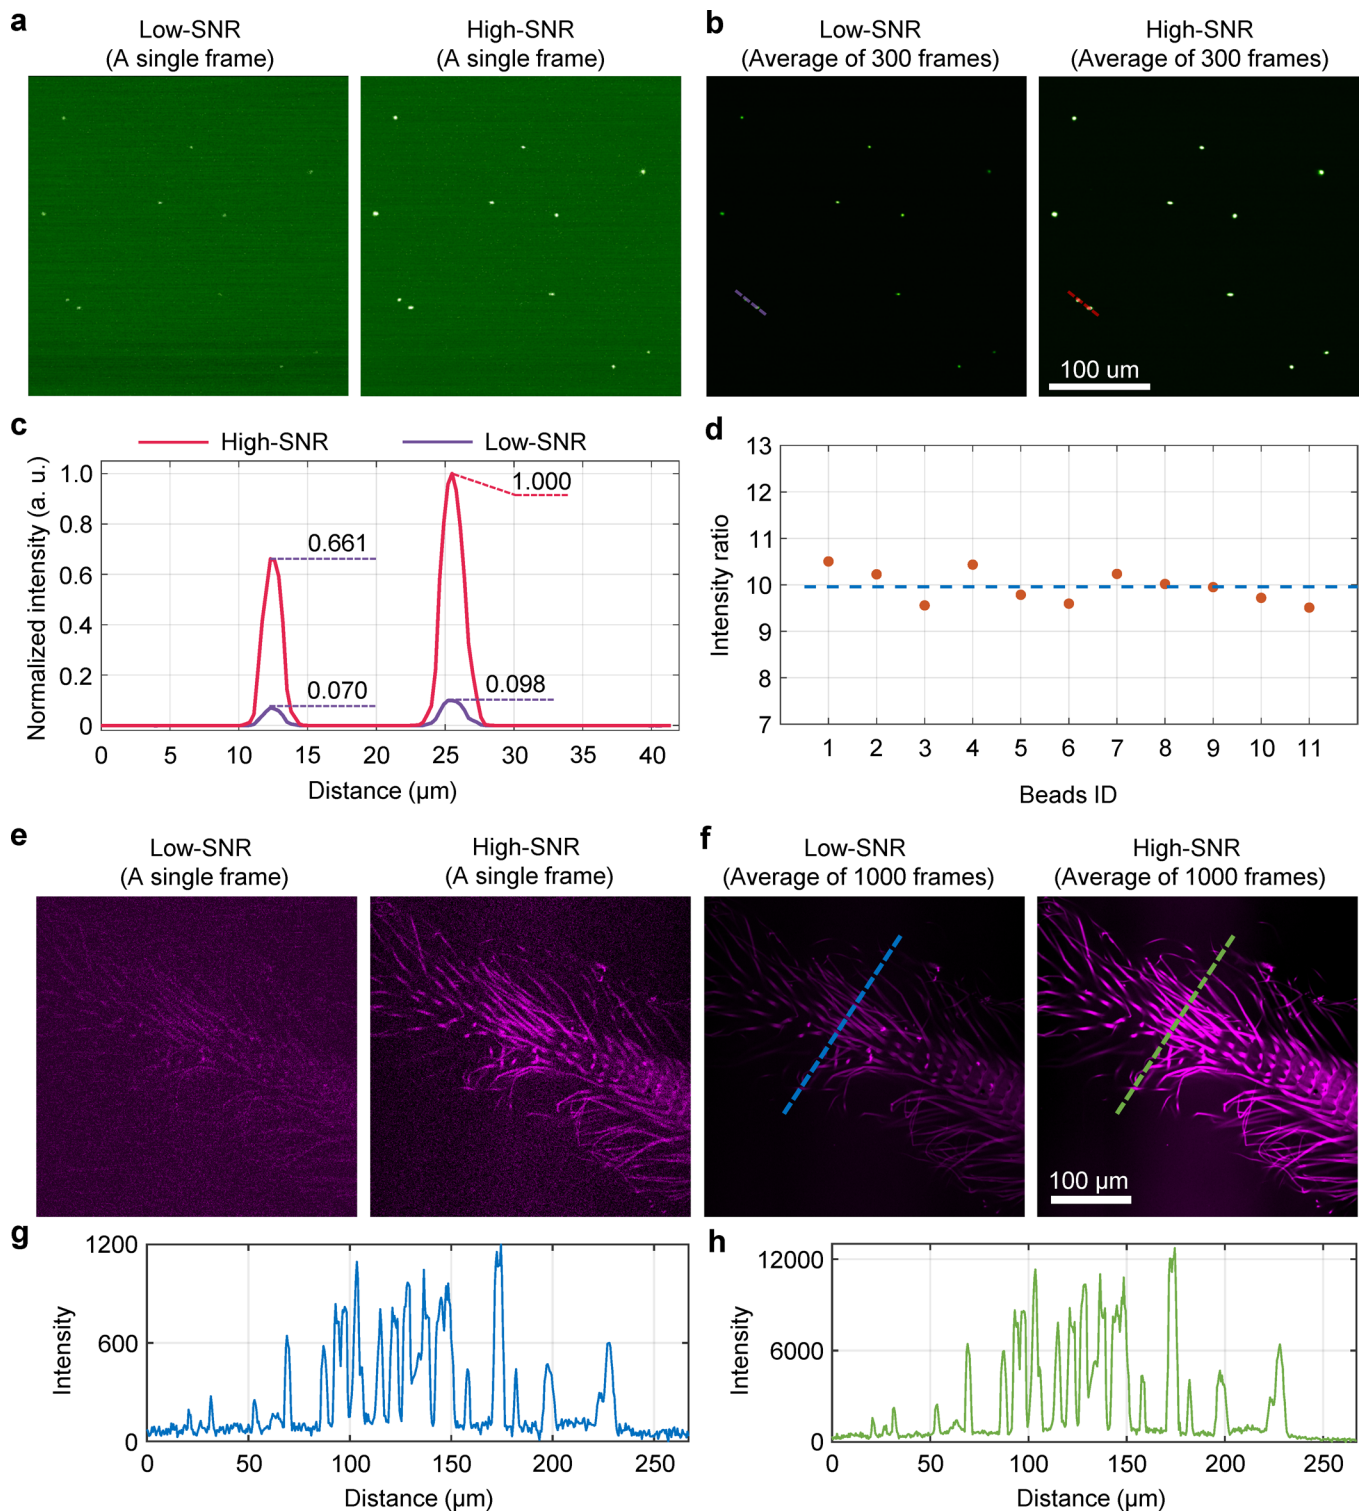 a
Low-SNR
(A single frame)
High-SNR
(A single frame)
b
Low-SNR
(Average of 300 frames)
High-SNR
(Average of 300 frames)
100 um
c
High-SNR
Low-SNR
Normalized intensity (a. u.)
1.0
0.8
0.6
0.4
0.2
0
0.661
1.000
0.070
0.098
0 5 10 15 20 25 30 35 40
Distance (µm)
d
Intensity ratio
13
12
11
10
9
8
7
1 2 3 4 5 6 7 8 9 10 11
Beads ID
e
Low-SNR
(A single frame)
High-SNR
(A single frame)
f
Low-SNR
(Average of 1000 frames)
High-SNR
(Average of 1000 frames)
100 µm
g
Intensity
1200
600
0
0 50 100 150 200 250
Distance (µm)
h
Intensity
12000
6000
0
0 50 100 150 200 250
Distance (µm)